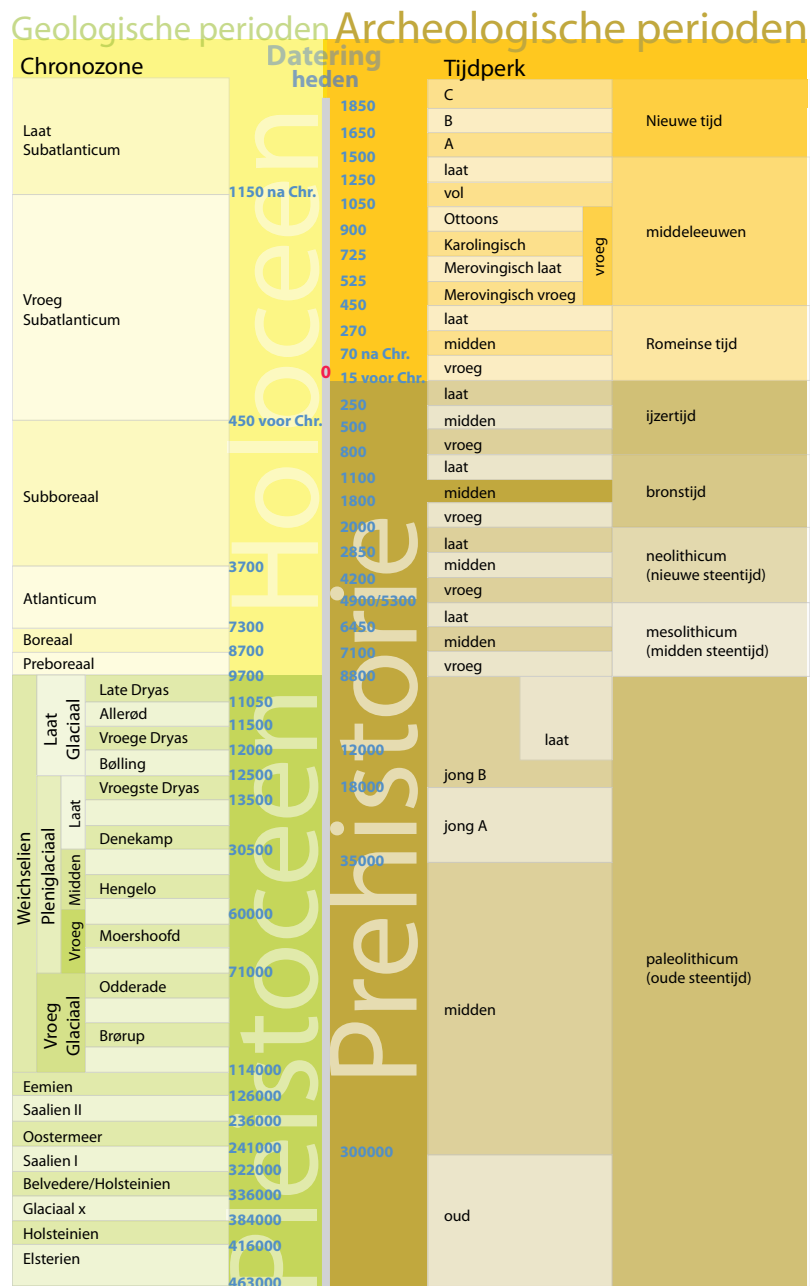 Geologische perioden Archeologische perioden
Chronozone
Datering
heden
Tijdperk
Laat
Subatlanticum
1150 na Chr.
Vroeg
Subatlanticum
450 voor Chr.
Subboreaal
3700
Atlanticum
7300
Boreaal
8700
Preboreaal
9700
Holoceen
Weichselien
Laat
Glaciaal
Late Dryas
11050
Allerød
11500
Vroege Dryas
12000
Bølling
12500
Pleniglaciaal
Laat
Vroegste Dryas
13500
Denekamp
30500
Midden
Hengelo
60000
Vroeg
Moershoofd
71000
Vroeg
Glaciaal
Odderade
Brørup
114000
Eemien
126000
Saalien II
236000
Oostermeer
241000
Saalien I
322000
Belvedere/Holsteinien
336000
Glaciaal x
384000
Holsteinien
416000
Elsterien
463000
Pleistoceen
0
1850
1650
1500
1250
1050
900
725
525
450
270
70 na Chr.
15 voor Chr.
250
500
800
1100
1800
2000
2850
4200
4900/5300
6450
7100
8800
12000
18000
35000
300000
Prehistorie
C
B
A
Nieuwe tijd
laat
vol
Ottoons
Karolingisch
Merovingisch laat
Merovingisch vroeg
vroeg
middeleeuwen
laat
midden
vroeg
Romeinse tijd
laat
midden
vroeg
ijzertijd
laat
midden
vroeg
bronstijd
laat
midden
vroeg
neolithicum
(nieuwe steentijd)
laat
midden
vroeg
mesolithicum
(midden steentijd)
laat
jong B
jong A
midden
oud
paleolithicum
(oude steentijd)